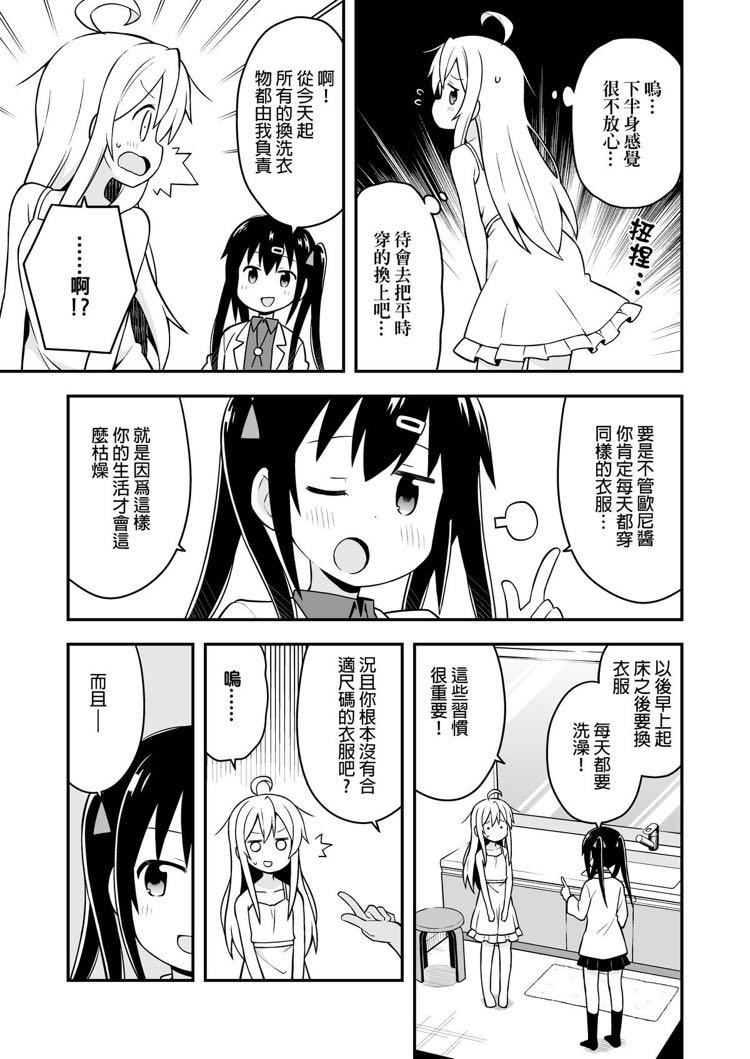 嗚…
下半身感覺
很不放心…
扭捏…
待會去把平時
穿的換上吧…
啊！
從今天起
所有的換洗衣
物都由我負責
……啊!?
要是不管歐尼醬
你肯定每天都穿
同樣的衣服…
就是因爲這樣
你的生活才會這
麼枯燥
以後早上起
床之後要換
衣服
每天都要
洗澡！
這些習慣
很重要！
況且你根本沒有合
適尺碼的衣服吧？
嗚……
而且—